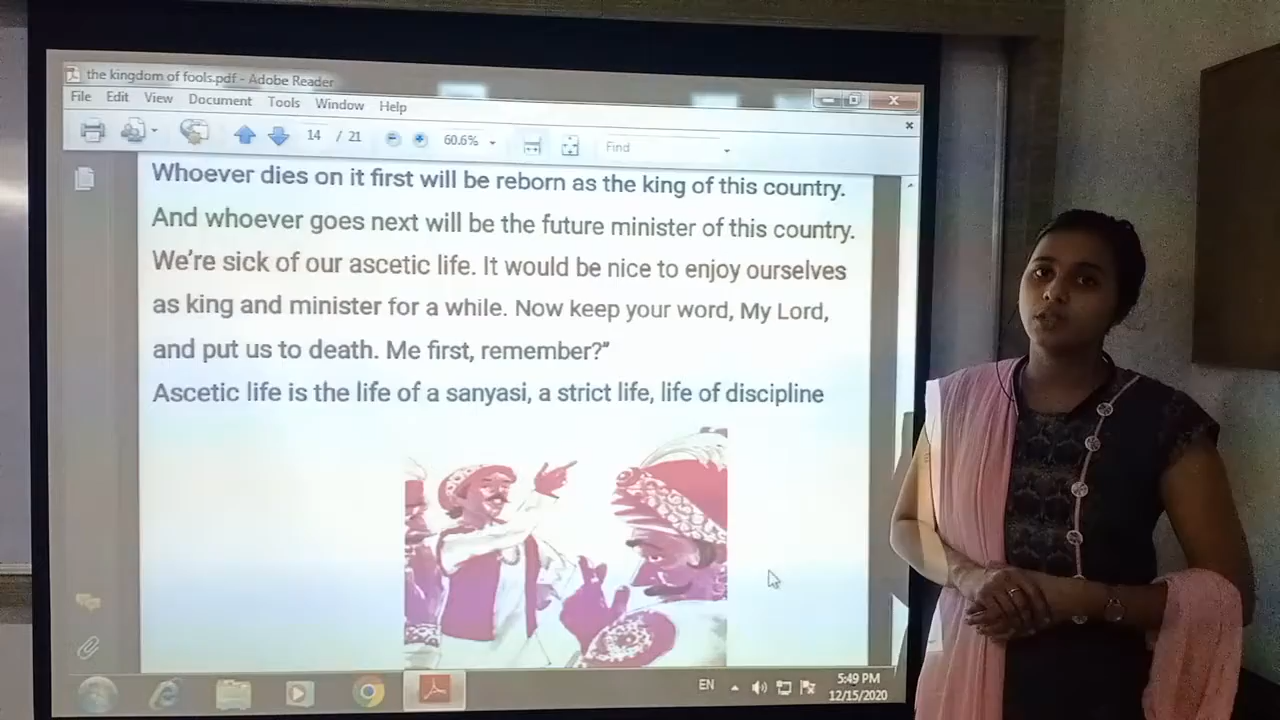 the kingdom of fools.pdf - Adobe Reader
File Edit View Document Tools Window Help
14 / 21 60.6% Find
Whoever dies on it first will be reborn as the king of this country.
And whoever goes next will be the future minister of this country.
We're sick of our ascetic life. It would be nice to enjoy ourselves
as king and minister for a while. Now keep your word, My Lord,
and put us to death. Me first, remember?"
Ascetic life is the life of a sanyasi, a strict life, life of discipline
EN 5:49 PM
12/15/2020